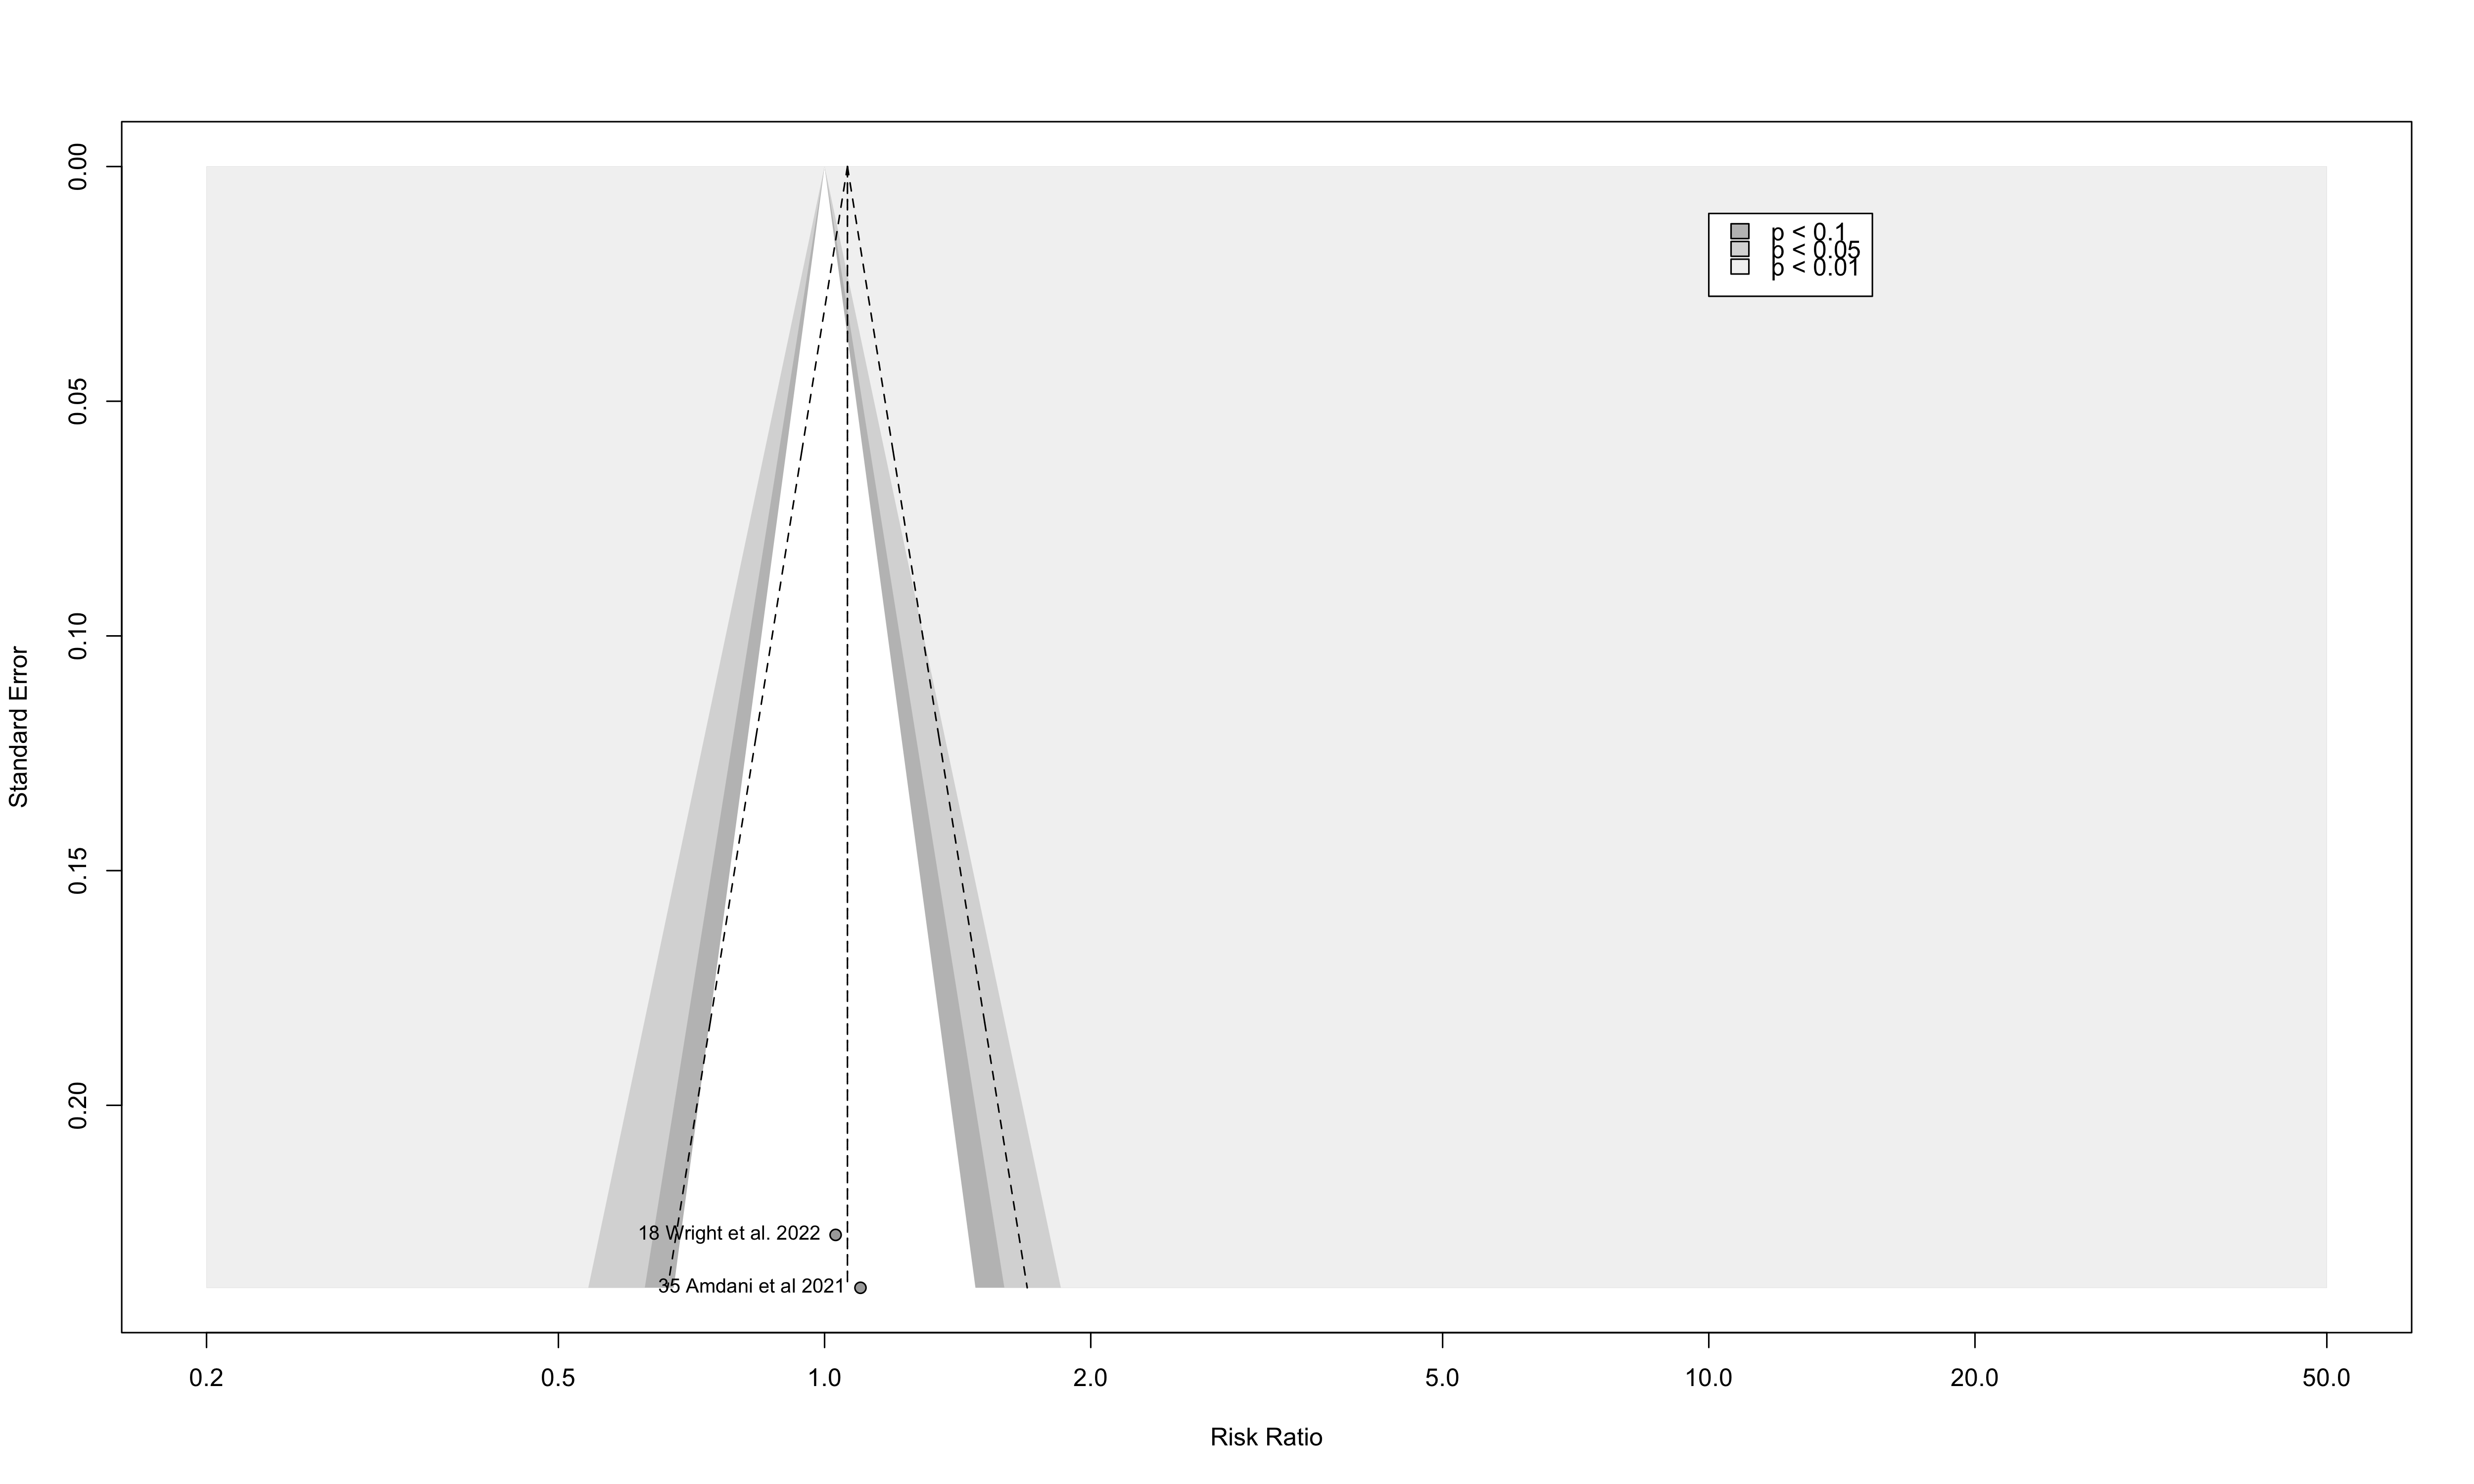 0.00
0.05
0.10
0.15
0.20
Standard Error
p < 0.1
p < 0.05
p < 0.01
18 Wright et al. 2022
35 Amdani et al 2021
0.2 0.5 1.0 2.0 5.0 10.0 20.0 50.0
Risk Ratio